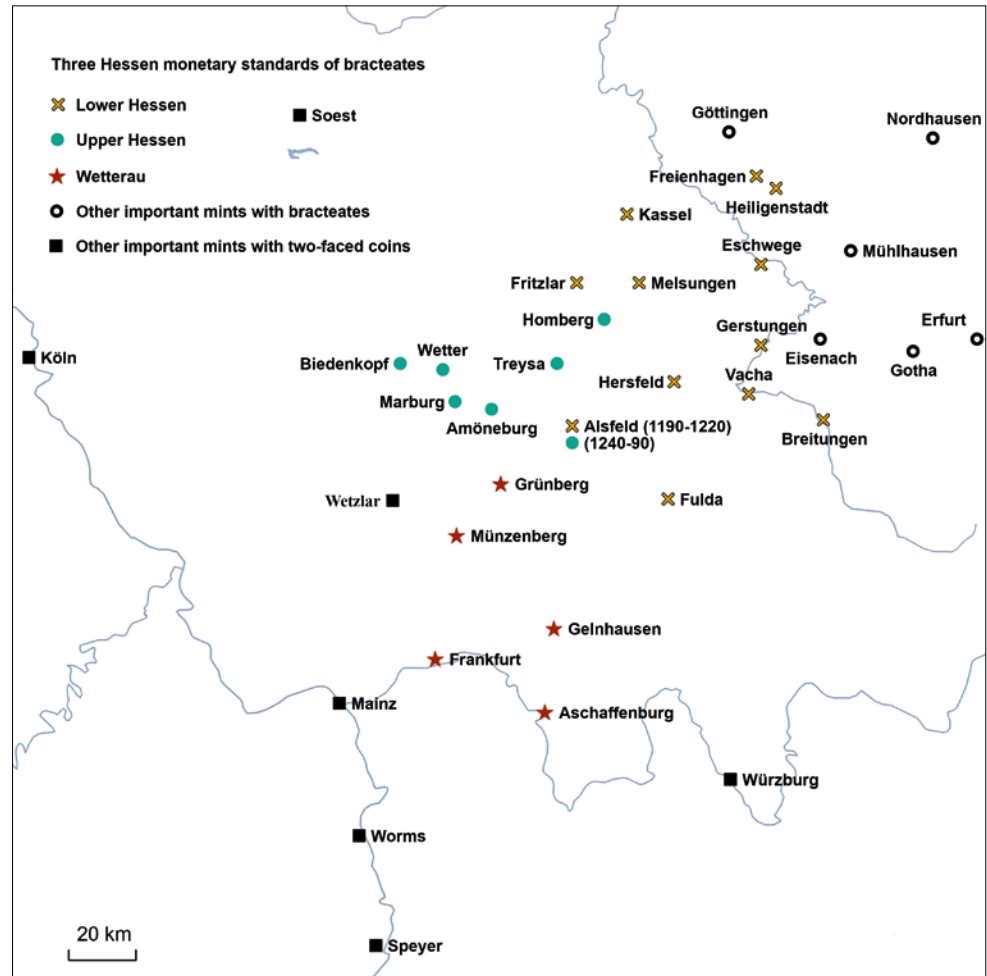 Three Hessen monetary standards of bracteates
Lower Hessen
Upper Hessen
Wetterau
Other important mints with bracteates
Other important mints with two-faced coins
Soest
Göttingen
Nordhausen
Freienhagen
Heiligenstadt
Kassel
Eschwege
Mühlhausen
Fritzlar
Melsungen
Homberg
Gerstungen
Erfurt
Köln
Wetter
Biedenkopf
Treysa
Eisenach
Gotha
Hersfeld
Vacha
Marburg
Amöneburg
Alsfeld (1190-1220)
(1240-90)
Breitungen
Grünberg
Wetzlar
Fulda
Münzenberg
Gelnhausen
Frankfurt
Mainz
Aschaffenburg
Würzburg
Worms
20 km
Speyer